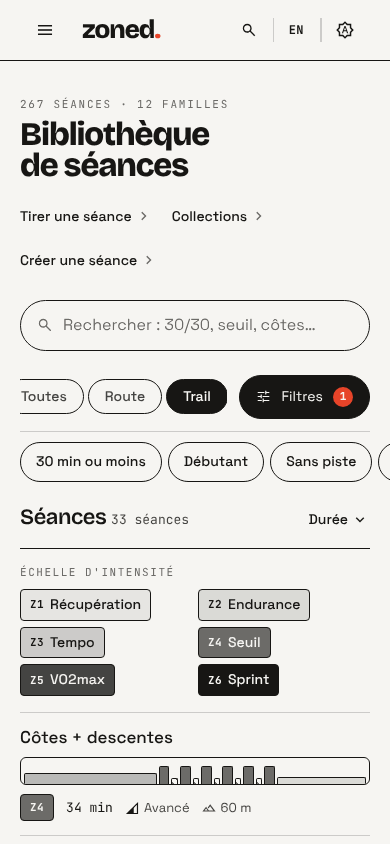 zoned.
EN
A
267 SÉANCES · 12 FAMILLES
Bibliothèque
de séances
Tirer une séance
Collections
Créer une séance
Rechercher : 30/30, seuil, côtes…
Toutes
Route
Trail
Filtres 1
30 min ou moins
Débutant
Sans piste
Séances 33 séances
Durée
ÉCHELLE D'INTENSITÉ
Z1 Récupération
Z2 Endurance
Z3 Tempo
Z4 Seuil
Z5 VO2max
Z6 Sprint
Côtes + descentes
Z4 34 min Avancé 60 m